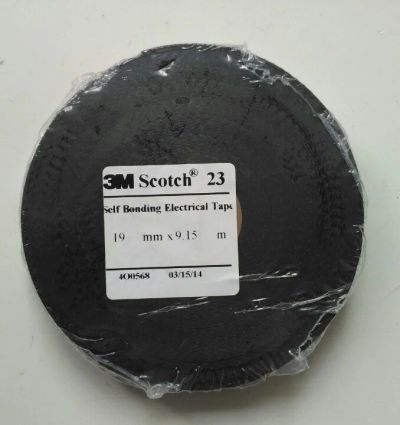 3M Scotch® 23
Self Bonding Electrical Tape
19 mm x 9.15 m
4O0568 03/15/14